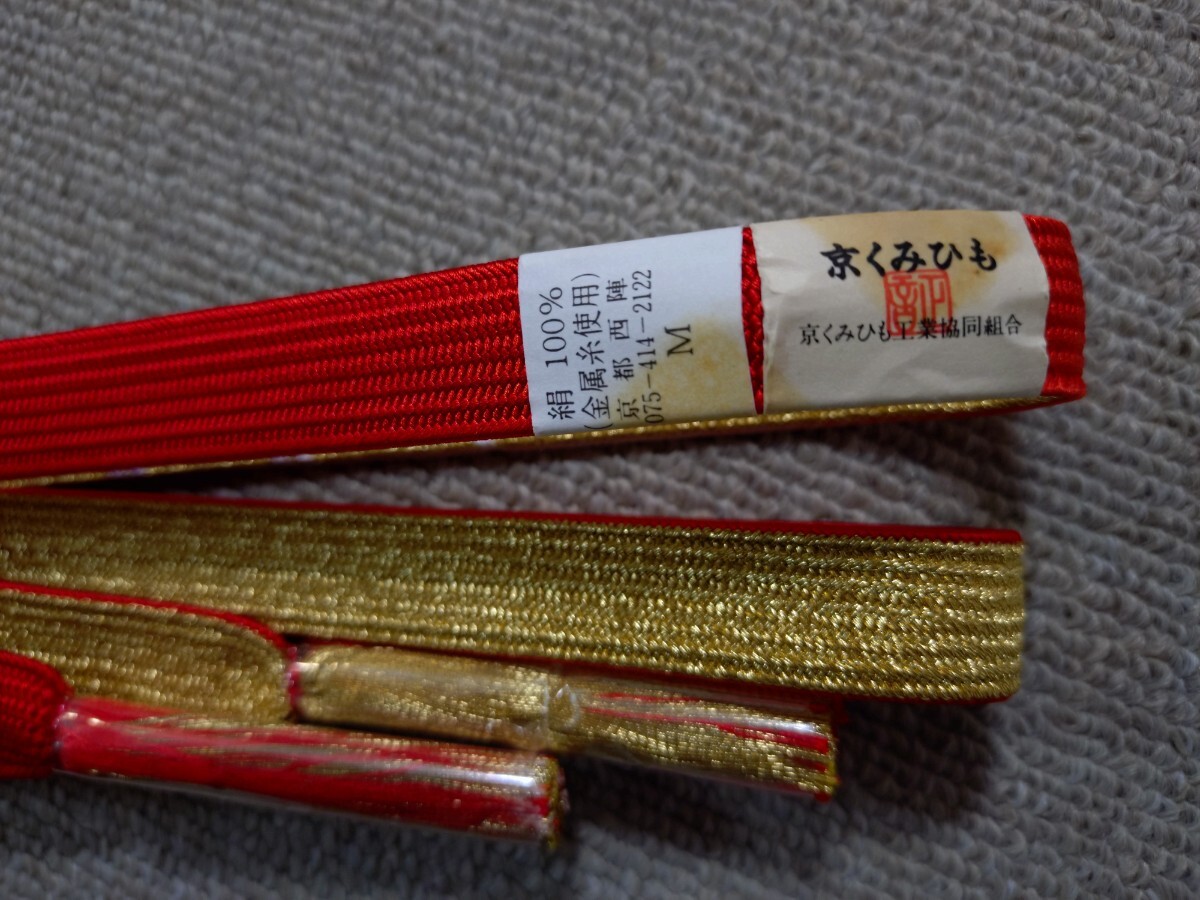 京くみひも
証
京くみひも工業協同組合
絹 100%
(金属糸使用)
京都西陣
075-414-2122
M